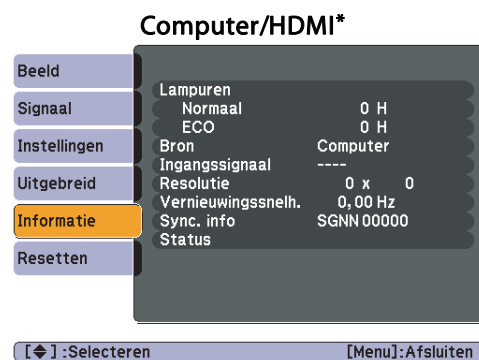 Computer/HDMI*
Beeld
Signaal
Instellingen
Uitgebreid
Informatie
Resetten
Lampuren
Normaal 0 H
ECO 0 H
Bron Computer
Ingangssignaal ----
Resolutie 0 x 0
Vernieuwingssnelh. 0,00 Hz
Sync. info SGNN 00000
Status
[◆] :Selecteren [Menu]:Afsluiten